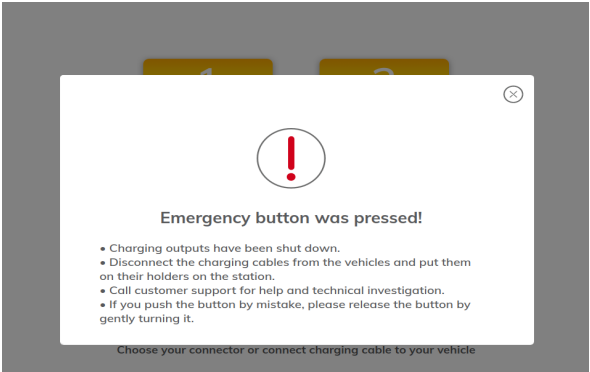 1 2
Emergency button was pressed!
• Charging outputs have been shut down.
• Disconnect the charging cables from the vehicles and put them
on their holders on the station.
• Call customer support for help and technical investigation.
• If you push the button by mistake, please release the button by
gently turning it.
Choose your connector or connect charging cable to your vehicle